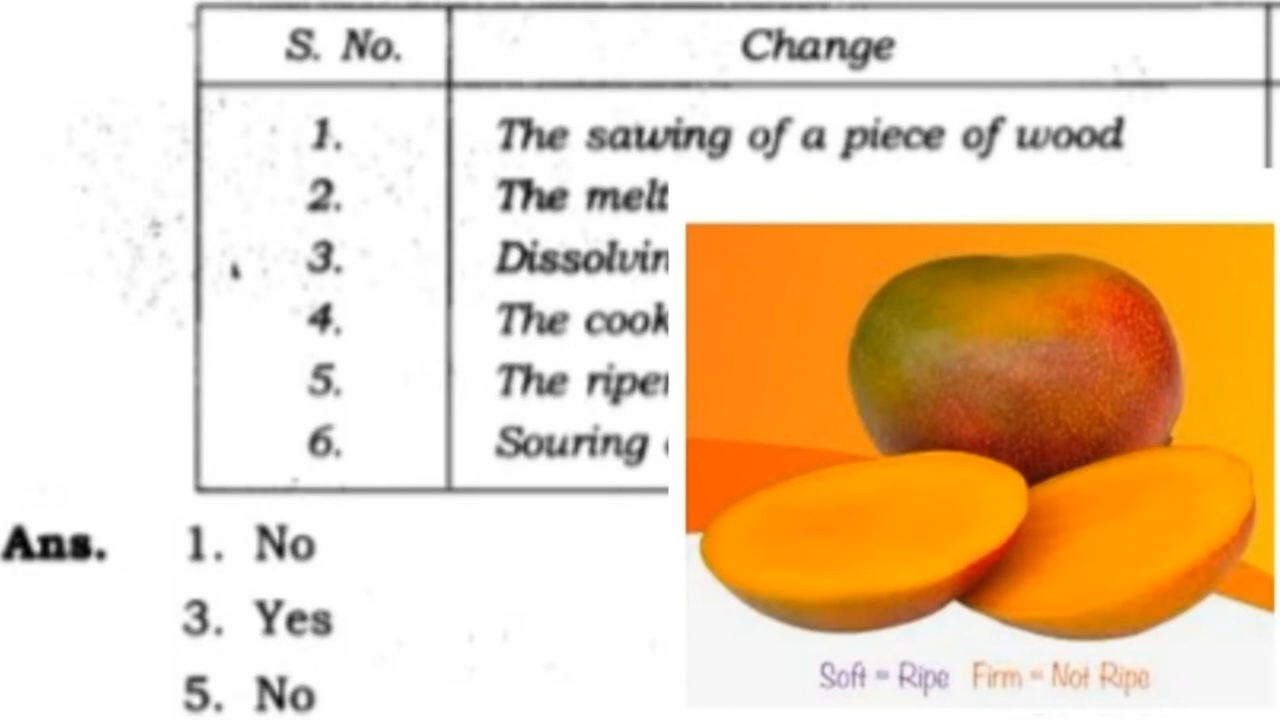 S. No. Change
1. The sawing of a piece of wood
2. The melt
3. Dissolvin
4. The cook
5. The ripe
6. Souring
Ans. 1. No
3. Yes
5. No
Soft = Ripe Firm = Not Ripe